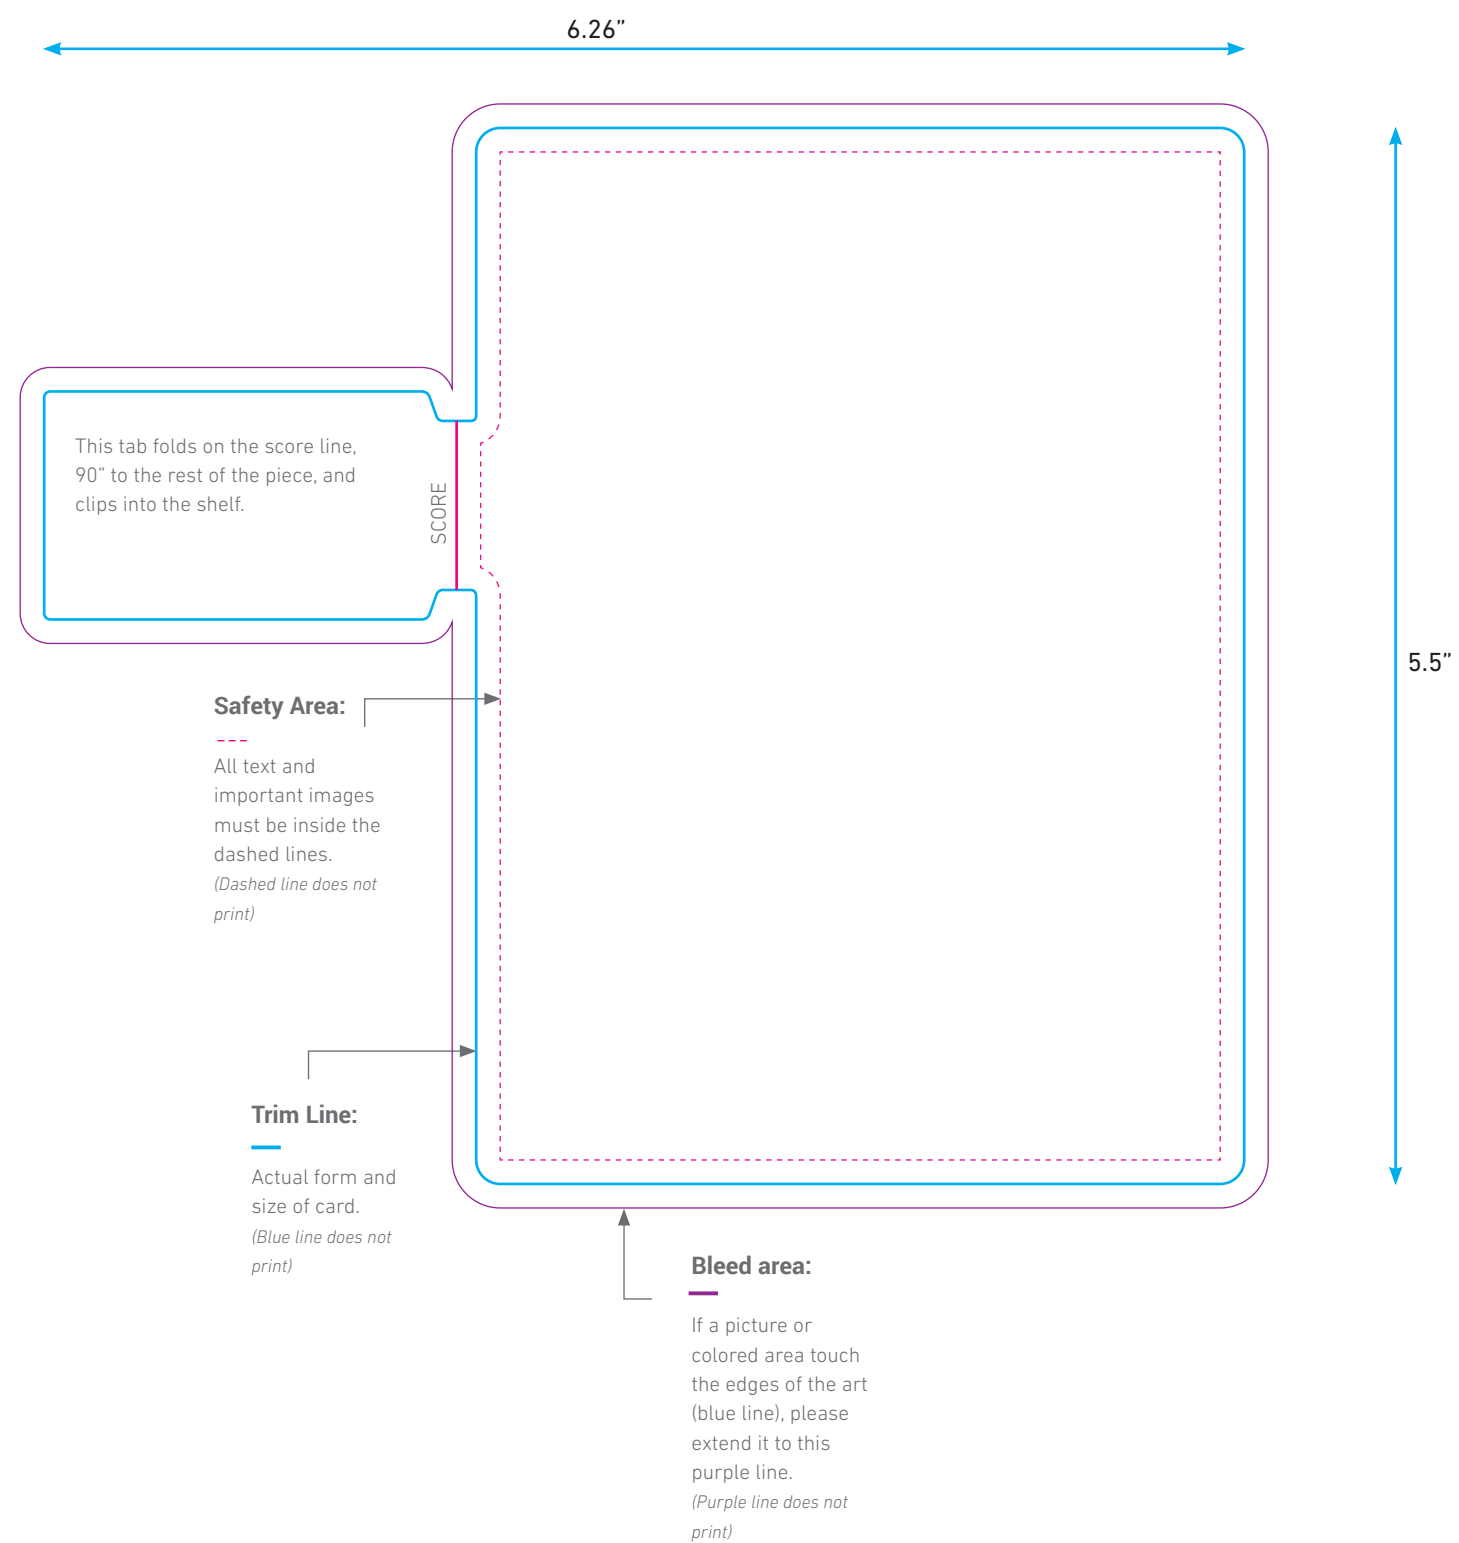 6.26”
This tab folds on the score line,
90” to the rest of the piece, and
clips into the shelf.
SCORE
5.5”
Safety Area:
All text and
important images
must be inside the
dashed lines.
(Dashed line does not
print)
Trim Line:
Actual form and
size of card.
(Blue line does not
print)
Bleed area:
If a picture or
colored area touch
the edges of the art
(blue line), please
extend it to this
purple line.
(Purple line does not
print)